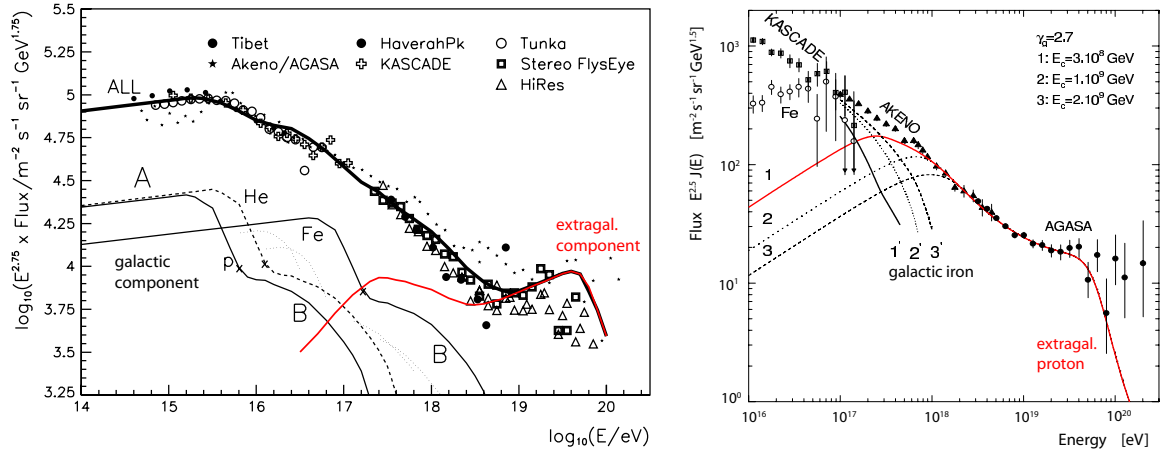 5.5
5.25
5
4.75
4.5
4.25
4
3.75
3.5
3.25
log₁₀(E²·⁷⁵ x Flux/m⁻² s⁻¹ sr⁻¹ GeV¹·⁷⁵)
Tibet
HaverahPk
Tunka
Akeno/AGASA
KASCADE
Stereo FlysEye
HiRes
ALL
A
He
Fe
extragal.
component
galactic
component
p
B
B
14
15
16
17
18
19
20
log₁₀(E/eV)
KASCADE
Fe
AKENO
γg=2.7
1: Ec=3.10⁸ GeV
2: Ec=1.10⁹ GeV
3: Ec=2.10⁹ GeV
Flux E²·⁵ J(E) [m⁻² s⁻¹ sr⁻¹ GeV¹·⁵]
10³
10²
10¹
10⁰
1
2
3
AGASA
1' 2' 3'
galactic iron
extragal.
proton
10¹⁶
10¹⁷
10¹⁸
10¹⁹
10²⁰
Energy [eV]